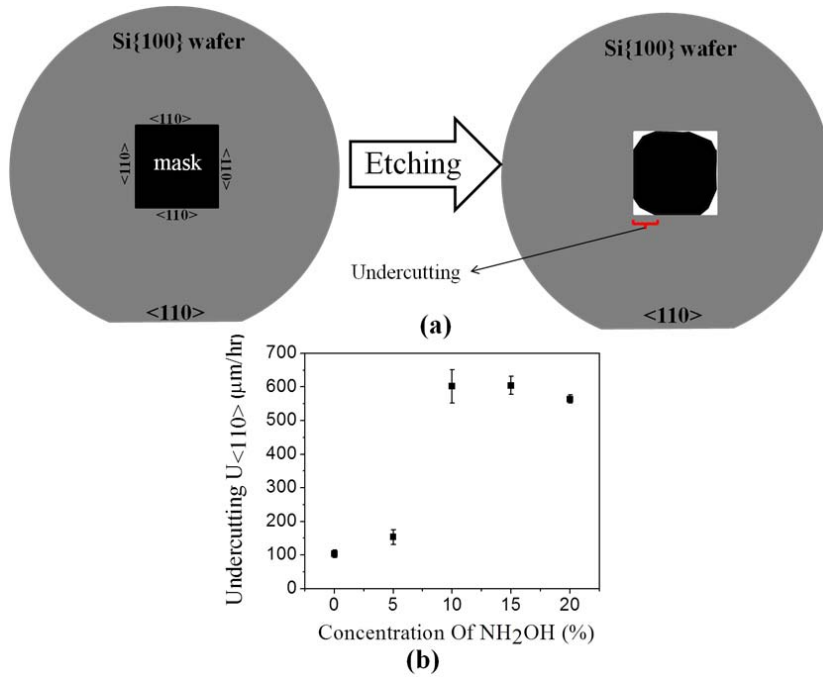 Si{100} wafer
<110>
<110>
mask
<110>
<110>
<110>
Etching
Si{100} wafer
Undercutting
<110>
(a)
Undercutting U<110> (μm/hr)
700
600
500
400
300
200
100
0
0 5 10 15 20
Concentration Of NH2OH (%)
(b)